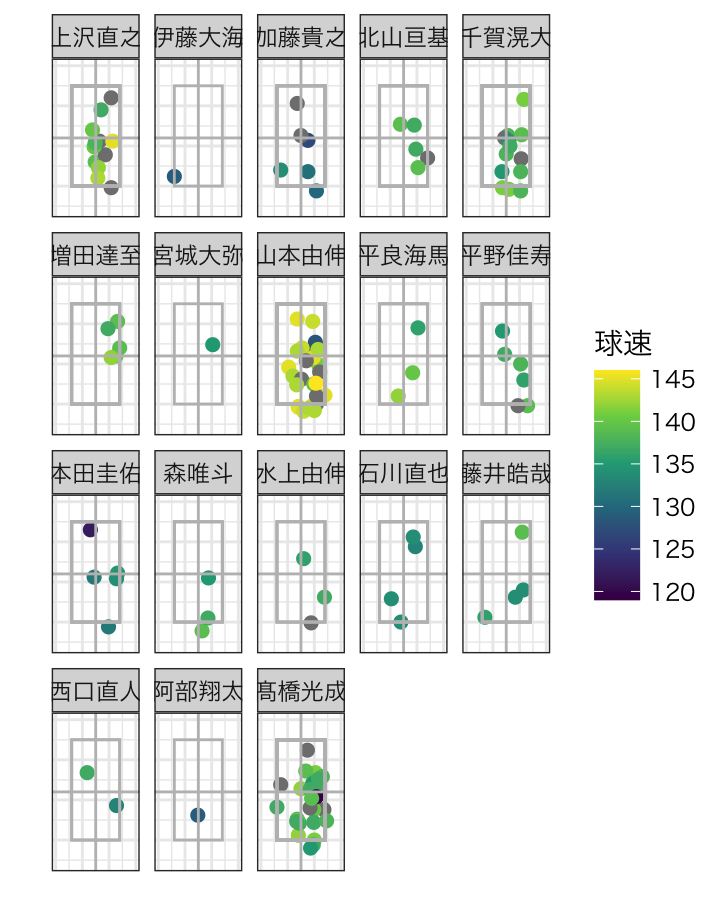 上沢直之 伊藤大海 加藤貴之 北山亘基 千賀滉大
増田達至 宮城大弥 山本由伸 平良海馬 平野佳寿
本田圭佑 森唯斗 水上由伸 石川直也 藤井皓哉
西口直人 阿部翔太 髙橋光成
球速
145
140
135
130
125
120